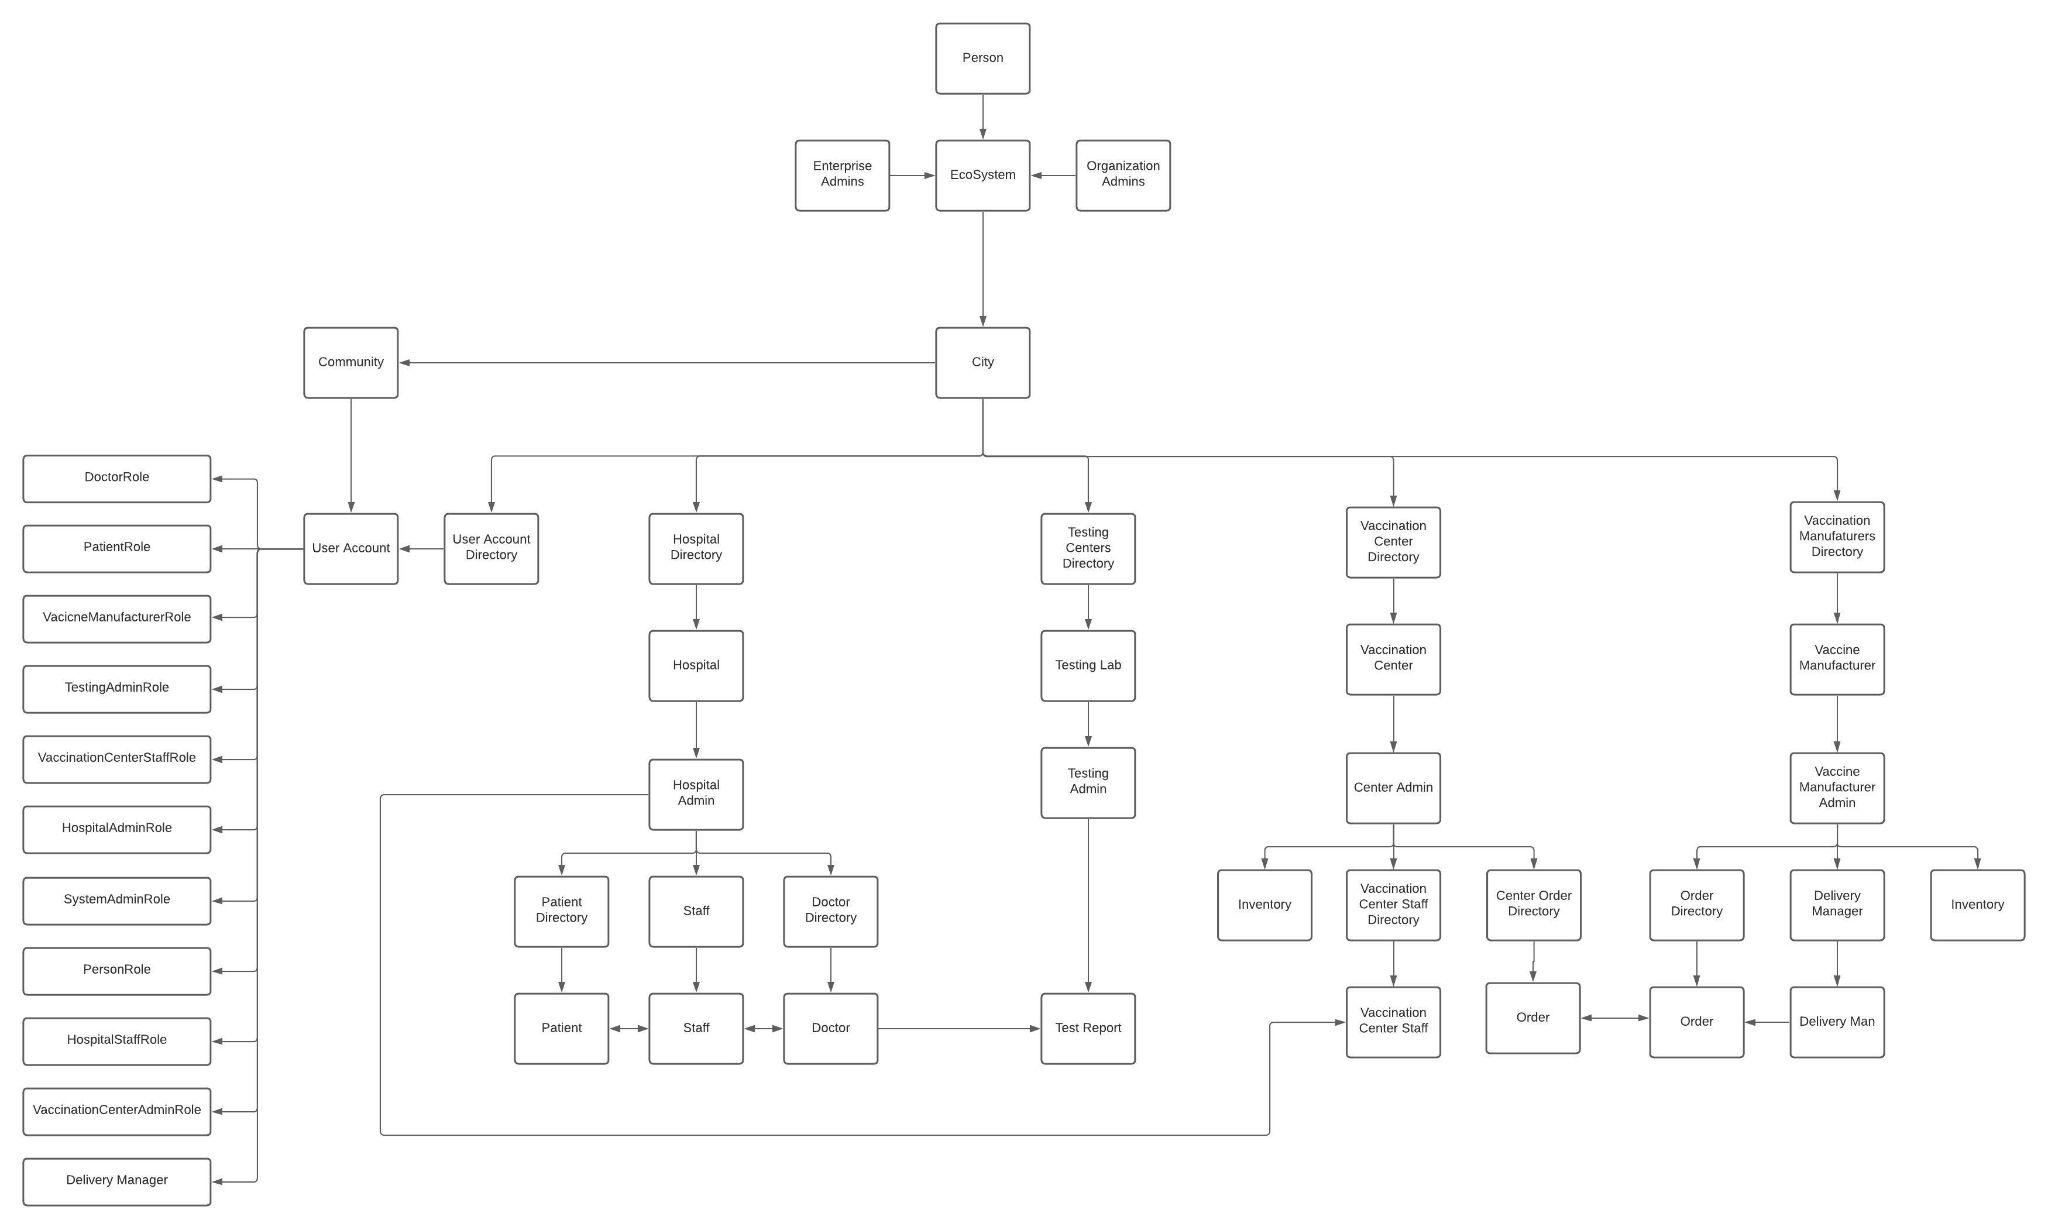 Person
Enterprise
Admins
EcoSystem
Organization
Admins
Community
City
DoctorRole
PatientRole
VacicneManufacturerRole
TestingAdminRole
VaccinationCenterStaffRole
HospitalAdminRole
SystemAdminRole
PersonRole
HospitalStaffRole
VaccinationCenterAdminRole
Delivery Manager
User Account
User Account
Directory
Hospital
Directory
Testing
Centers
Directory
Vaccination
Center
Directory
Vaccination
Manufaturers
Directory
Hospital
Testing Lab
Vaccination
Center
Vaccine
Manufacturer
Hospital
Admin
Testing
Admin
Center Admin
Vaccine
Manufacturer
Admin
Patient
Directory
Staff
Doctor
Directory
Inventory
Vaccination
Center Staff
Directory
Center Order
Directory
Order
Directory
Delivery
Manager
Inventory
Patient
Staff
Doctor
Test Report
Vaccination
Center Staff
Order
Order
Delivery Man